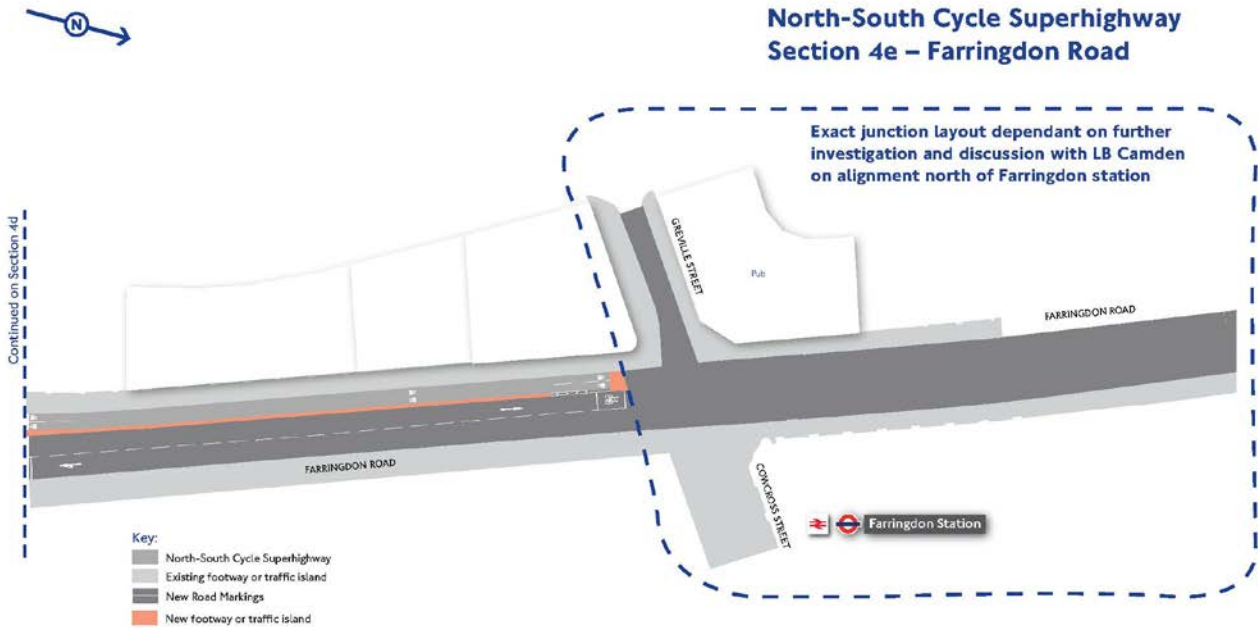 N
North-South Cycle Superhighway
Section 4e – Farringdon Road
Exact junction layout dependant on further
investigation and discussion with LB Camden
on alignment north of Farringdon station
Continued on Section 4d
GREVILLE STREET
Pub
FARRINGDON ROAD
FARRINGDON ROAD
COWCROSS STREET
Farringdon Station
Key:
North-South Cycle Superhighway
Existing footway or traffic island
New Road Markings
New footway or traffic island